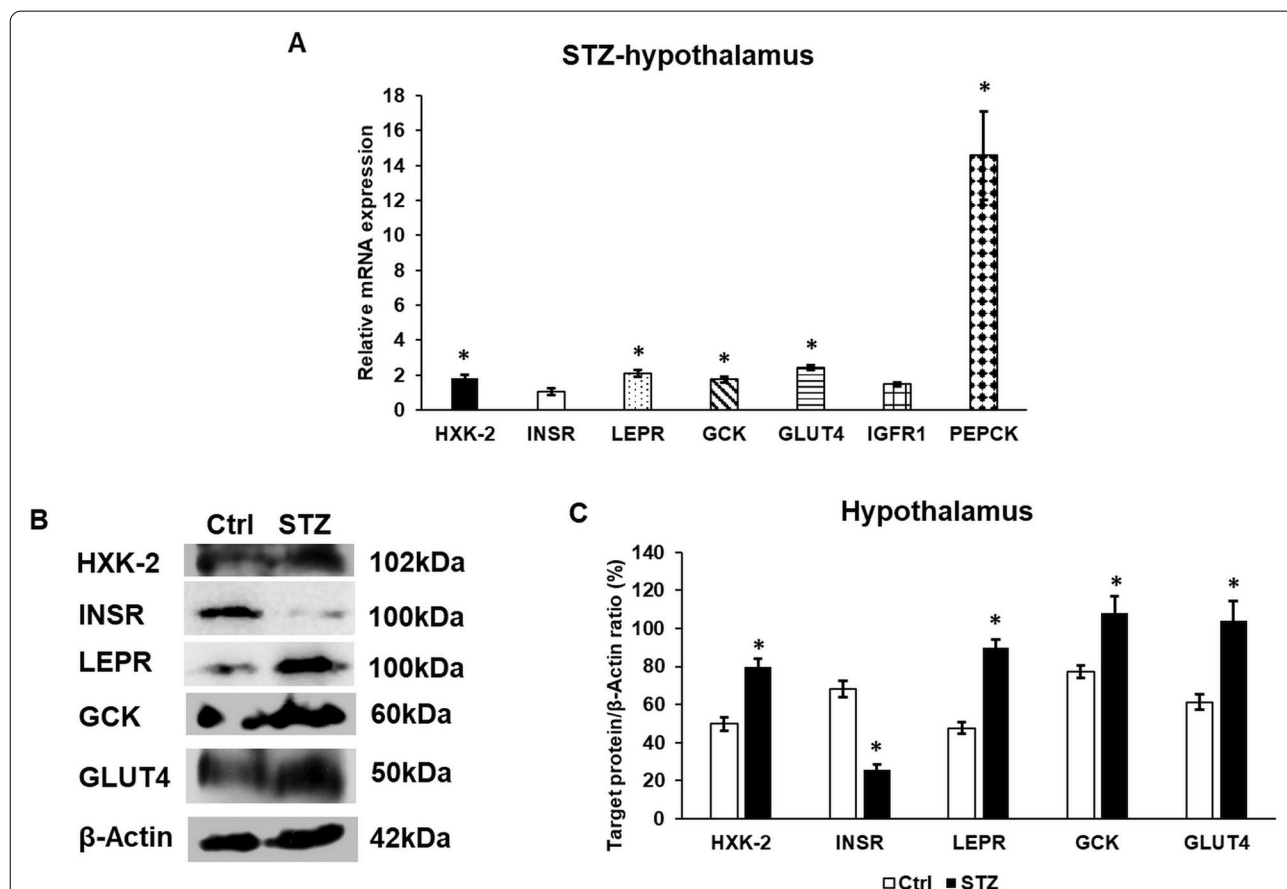 A
STZ-hypothalamus
Relative mRNA expression
18
16
14
12
10
8
6
4
2
0
* * * * *
HXK-2 INSR LEPR GCK GLUT4 IGFR1 PEPCK
B
Ctrl STZ
HXK-2 102kDa
INSR 100kDa
LEPR 100kDa
GCK 60kDa
GLUT4 50kDa
β-Actin 42kDa
C
Hypothalamus
Target protein/β-Actin ratio (%)
140
120
100
80
60
40
20
0
* * * * *
HXK-2 INSR LEPR GCK GLUT4
Ctrl STZ